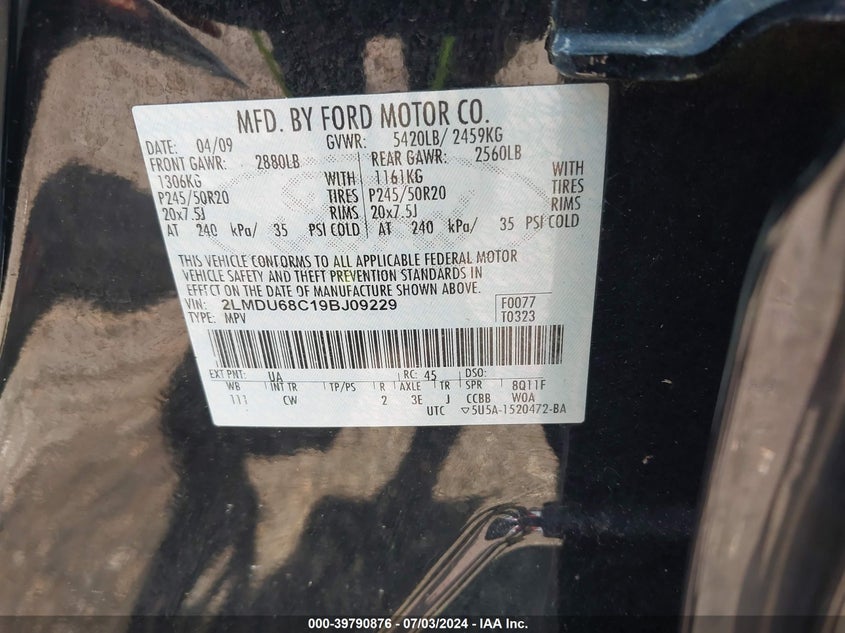 MFD. BY FORD MOTOR CO.
DATE: 04/09 GVWR: 5420LB/ 2459KG
FRONT GAWR: 2880LB REAR GAWR: 2560LB
1306KG WITH 1161KG WITH
P245/50R20 TIRES P245/50R20 TIRES
20x7.5J RIMS 20x7.5J RIMS
AT 240 kPa/ 35 PSI COLD AT 240 kPa/ 35 PSI COLD
THIS VEHICLE CONFORMS TO ALL APPLICABLE FEDERAL MOTOR
VEHICLE SAFETY AND THEFT PREVENTION STANDARDS IN
EFFECT ON THE DATE OF MANUFACTURE SHOWN ABOVE.
VIN: 2LMDU68C19BJ09229 F0077
TYPE: MPV T0323
EXT PNT: UA RC: 45 DSO:
WB INT TR TP/PS R AXLE TR SPR 8Q11F
111 CW 2 3E J CCBB WOA
UTC ▽5U5A-1520472-BA
000-39790876 - 07/03/2024 - IAA Inc.